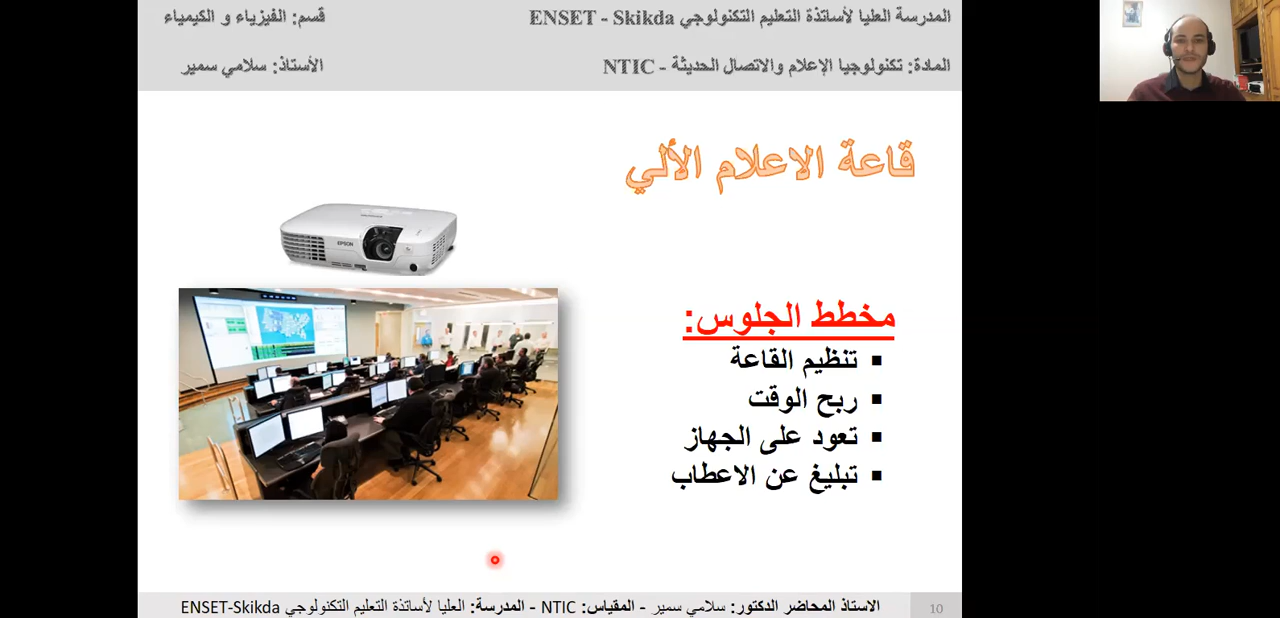 المدرسة العليا لأساتذة التعليم التكنولوجي ENSET - Skikda
قسم: الفيزياء و الكيمياء
المادة: تكنولوجيا الإعلام والاتصال الحديثة - NTIC
الأستاذ: سلامي سمير
قاعة الاعلام الألي
EPSON
مخطط الجلوس:
▪ تنظيم القاعة
▪ ربح الوقت
▪ تعود على الجهاز
▪ تبليغ عن الاعطاب
الاستاذ المحاضر الدكتور: سلامي سمير - المقياس: NTIC - المدرسة: العليا لأساتذة التعليم التكنولوجي ENSET-Skikda
10